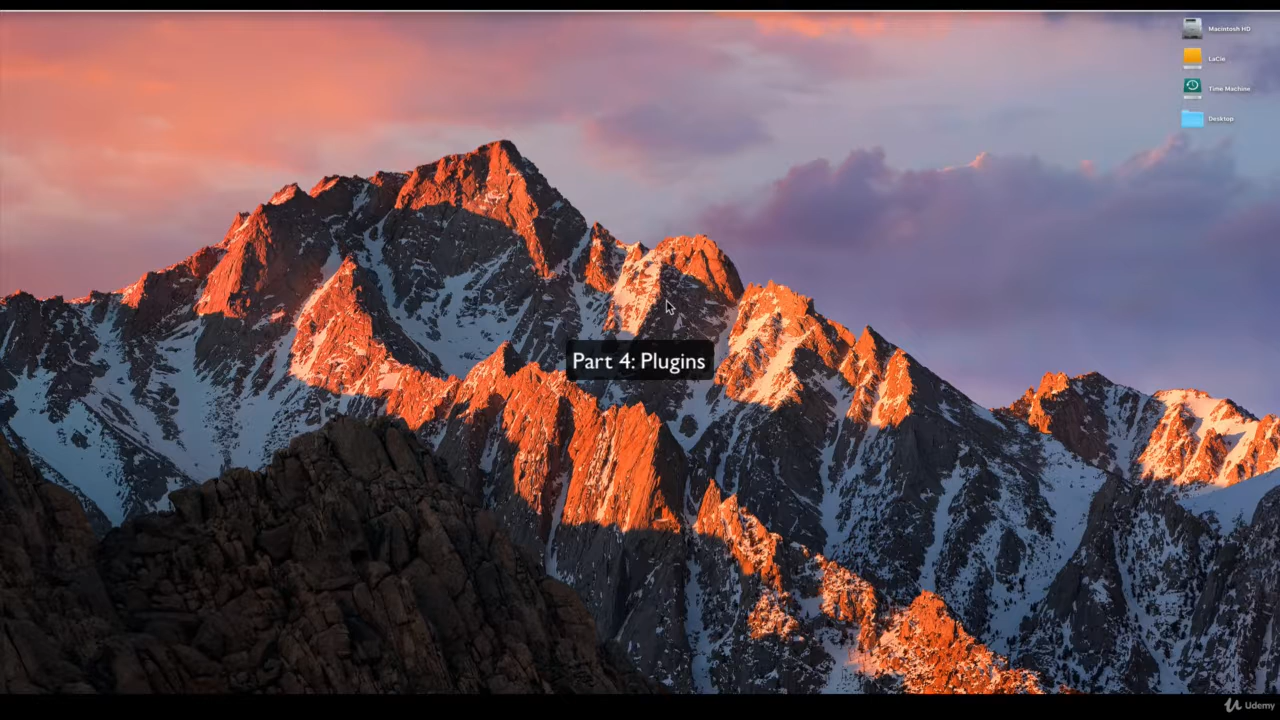 Macintosh HD
LaCie
Time Machine
Desktop
Part 4: Plugins
Udemy